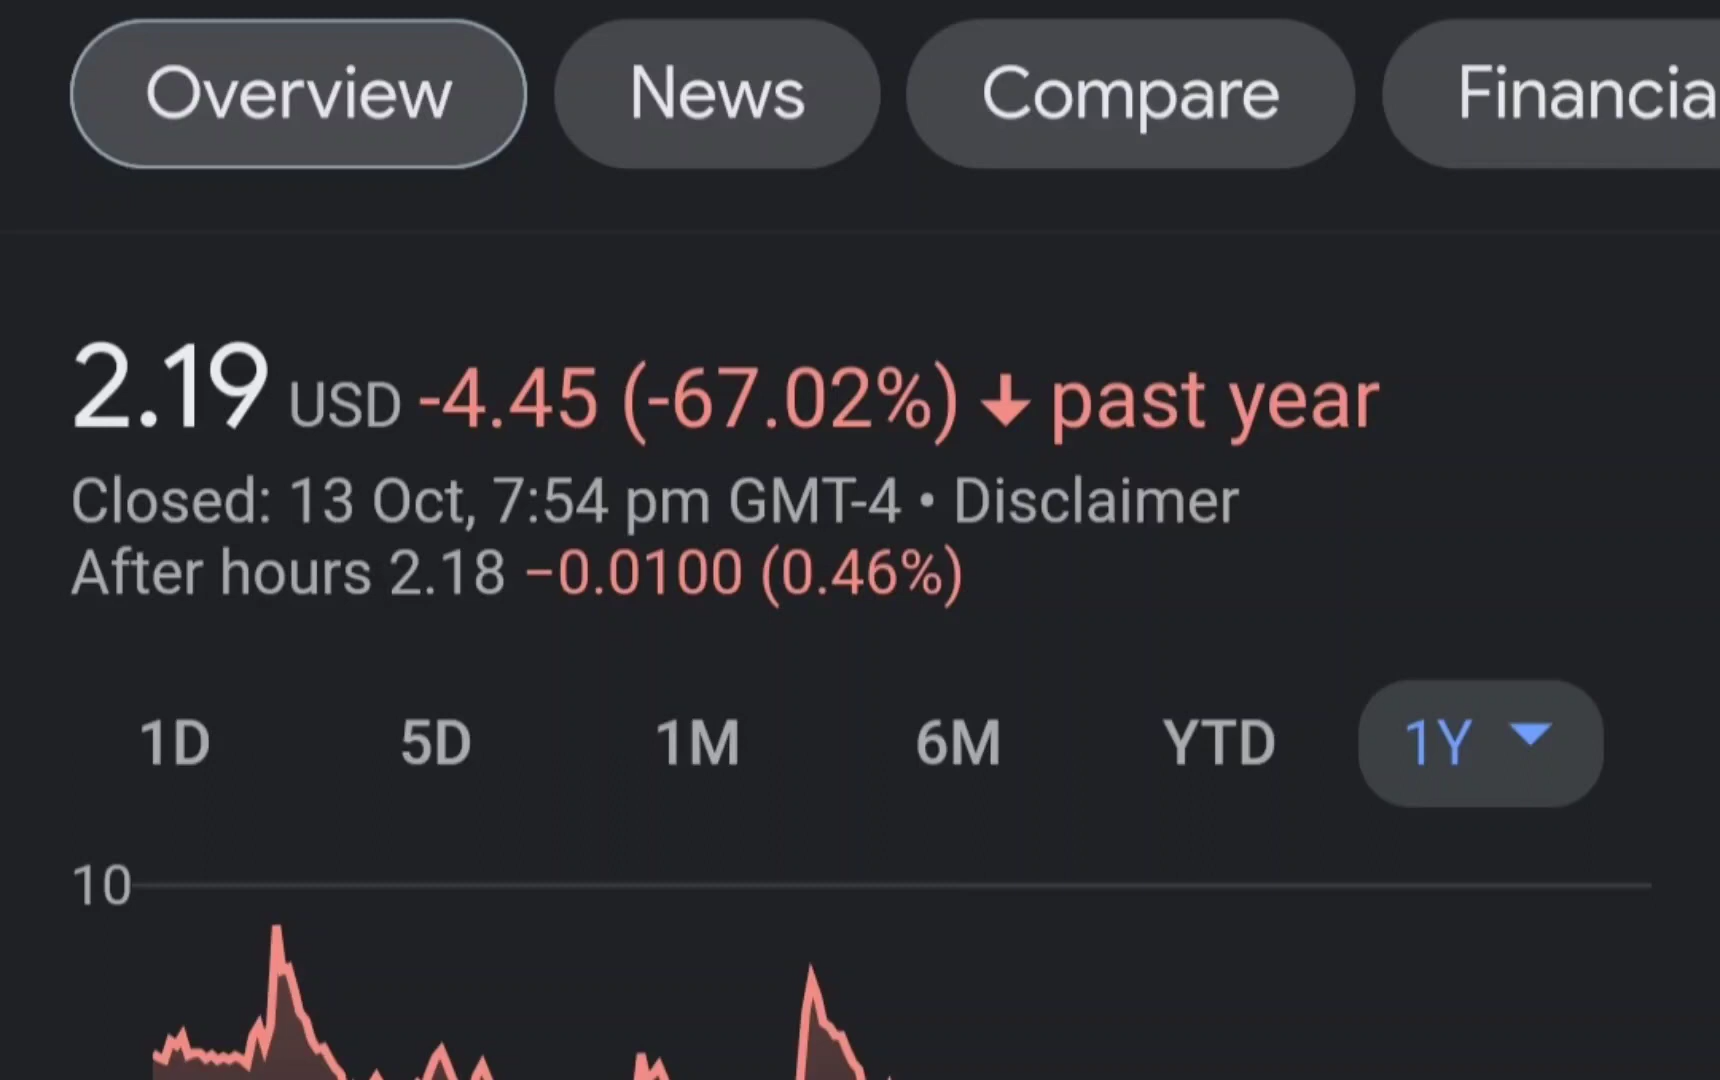 Overview News Compare Financia
2.19 USD -4.45 (-67.02%) ↓ past year
Closed: 13 Oct, 7:54 pm GMT-4 • Disclaimer
After hours 2.18 −0.0100 (0.46%)
1D 5D 1M 6M YTD 1Y
10